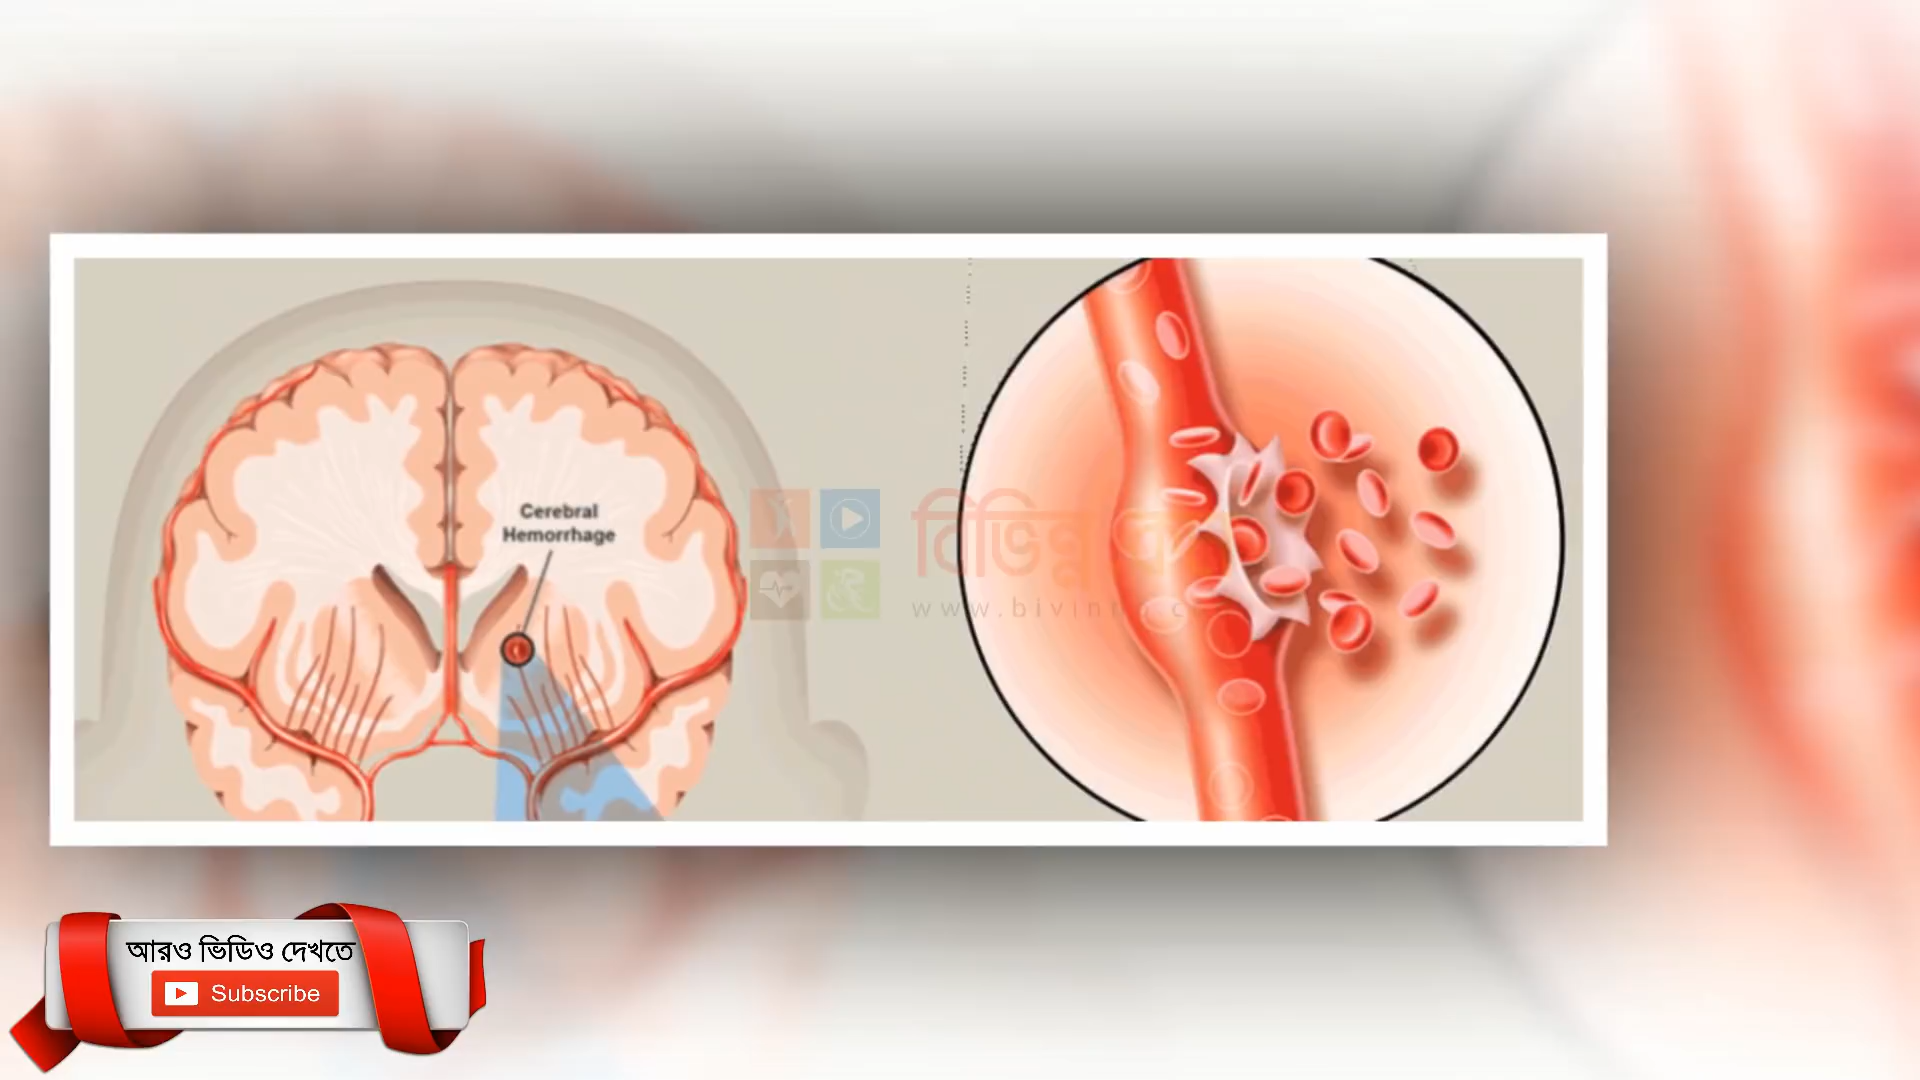 Cerebral
Hemorrhage
বিভিন্ন
www.bivinn
আরও ভিডিও দেখতে
Subscribe